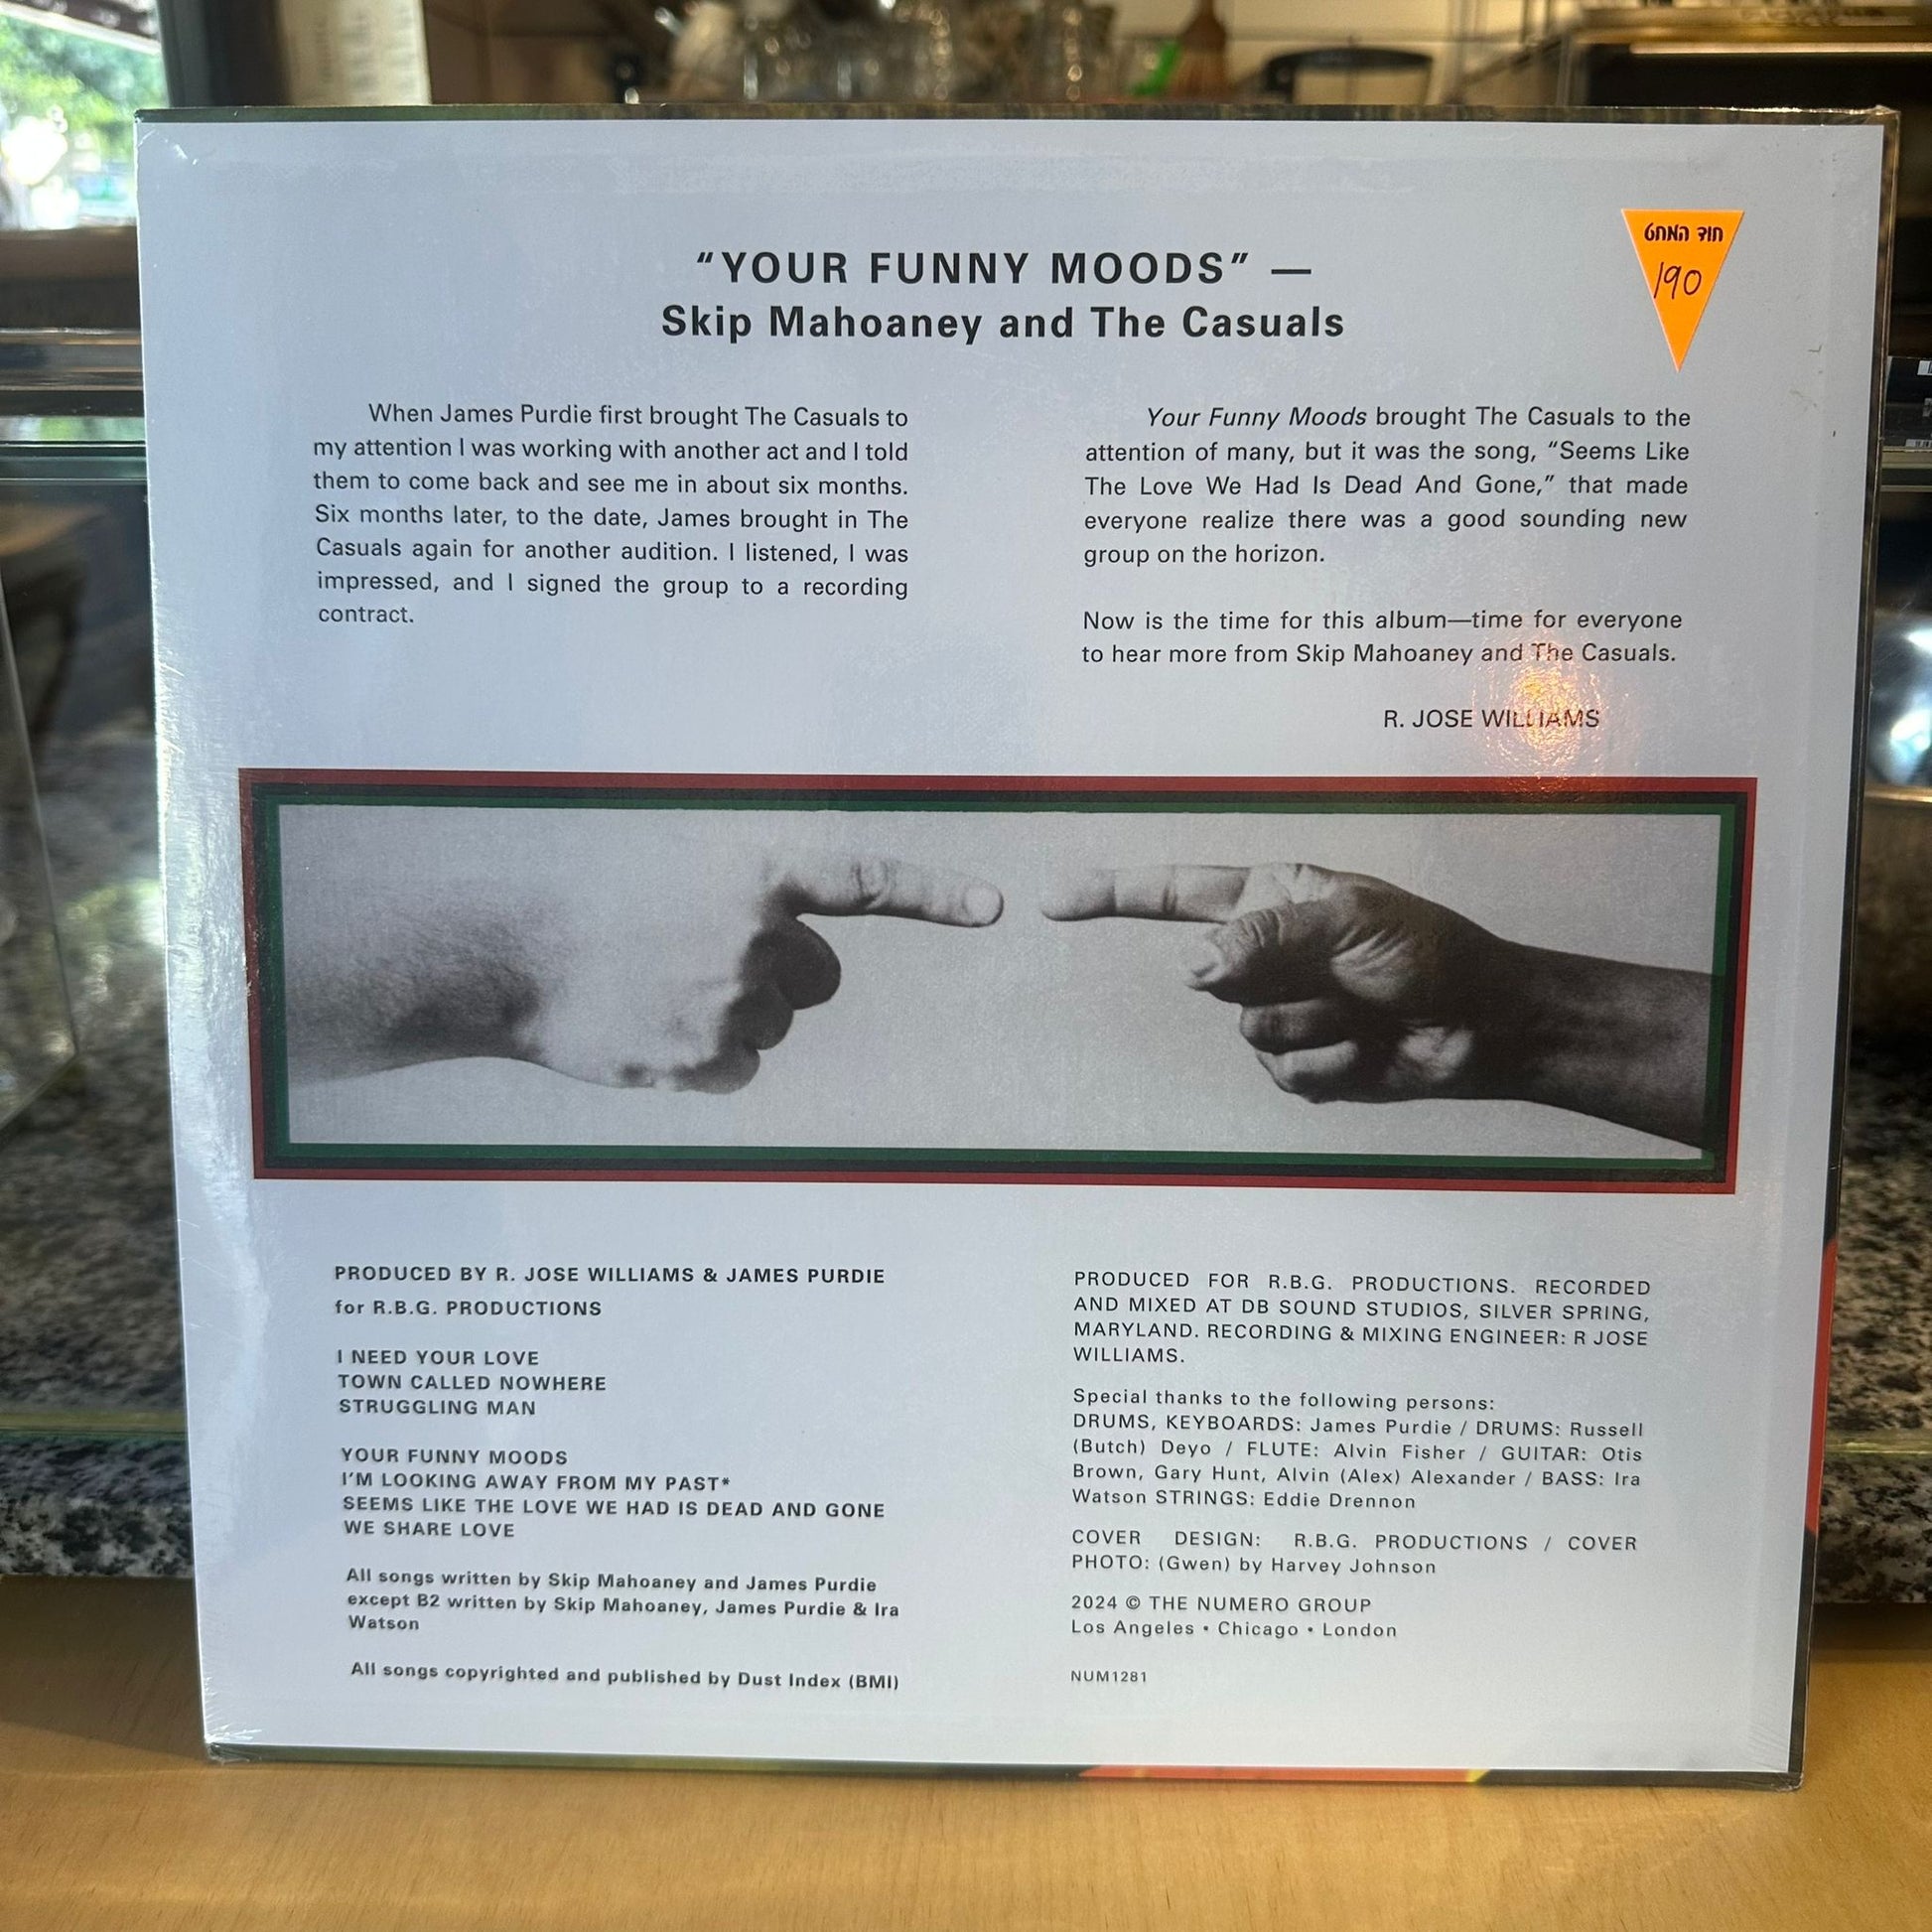 "YOUR FUNNY MOODS" —
Skip Mahoaney and The Casuals
חוד המחט
190
When James Purdie first brought The Casuals to
my attention I was working with another act and I told
them to come back and see me in about six months.
Six months later, to the date, James brought in The
Casuals again for another audition. I listened, I was
impressed, and I signed the group to a recording
contract.
Your Funny Moods brought The Casuals to the
attention of many, but it was the song, "Seems Like
The Love We Had Is Dead And Gone," that made
everyone realize there was a good sounding new
group on the horizon.
Now is the time for this album—time for everyone
to hear more from Skip Mahoaney and The Casuals.
R. JOSE WILLIAMS
PRODUCED BY R. JOSE WILLIAMS & JAMES PURDIE
for R.B.G. PRODUCTIONS
I NEED YOUR LOVE
TOWN CALLED NOWHERE
STRUGGLING MAN
YOUR FUNNY MOODS
I'M LOOKING AWAY FROM MY PAST*
SEEMS LIKE THE LOVE WE HAD IS DEAD AND GONE
WE SHARE LOVE
All songs written by Skip Mahoaney and James Purdie
except B2 written by Skip Mahoaney, James Purdie & Ira
Watson
All songs copyrighted and published by Dust Index (BMI)
PRODUCED FOR R.B.G. PRODUCTIONS. RECORDED
AND MIXED AT DB SOUND STUDIOS, SILVER SPRING,
MARYLAND. RECORDING & MIXING ENGINEER: R JOSE
WILLIAMS.
Special thanks to the following persons:
DRUMS, KEYBOARDS: James Purdie / DRUMS: Russell
(Butch) Deyo / FLUTE: Alvin Fisher / GUITAR: Otis
Brown, Gary Hunt, Alvin (Alex) Alexander / BASS: Ira
Watson STRINGS: Eddie Drennon
COVER DESIGN: R.B.G. PRODUCTIONS / COVER
PHOTO: (Gwen) by Harvey Johnson
2024 © THE NUMERO GROUP
Los Angeles • Chicago • London
NUM1281